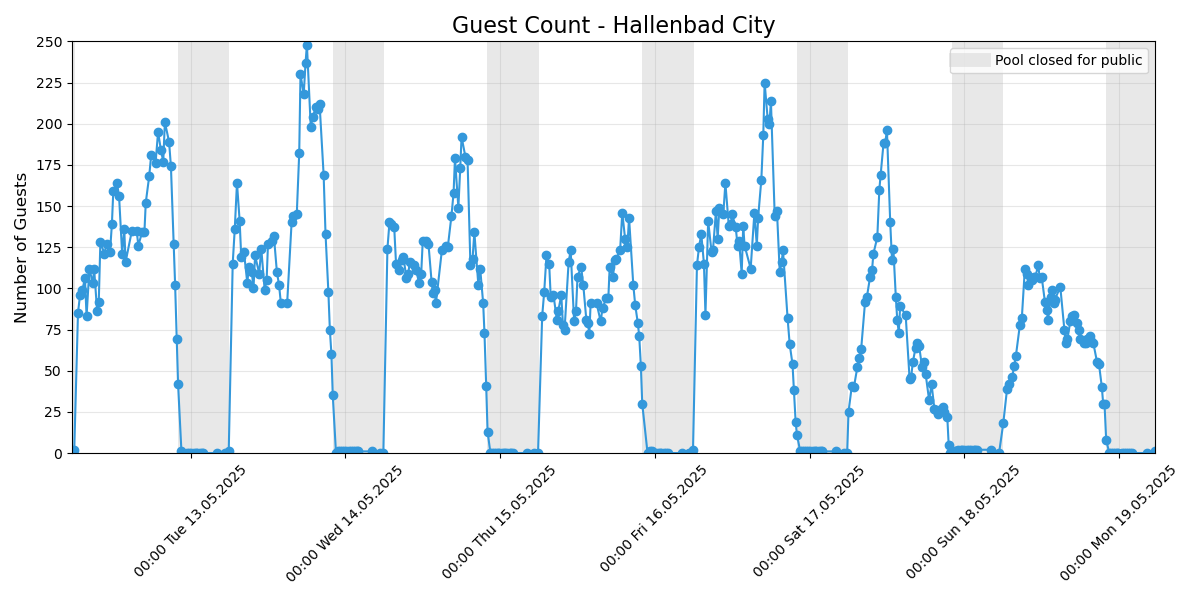 Guest Count - Hallenbad City
Pool closed for public
Number of Guests
250
225
200
175
150
125
100
75
50
25
0
00:00 Tue 13.05.2025
00:00 Wed 14.05.2025
00:00 Thu 15.05.2025
00:00 Fri 16.05.2025
00:00 Sat 17.05.2025
00:00 Sun 18.05.2025
00:00 Mon 19.05.2025